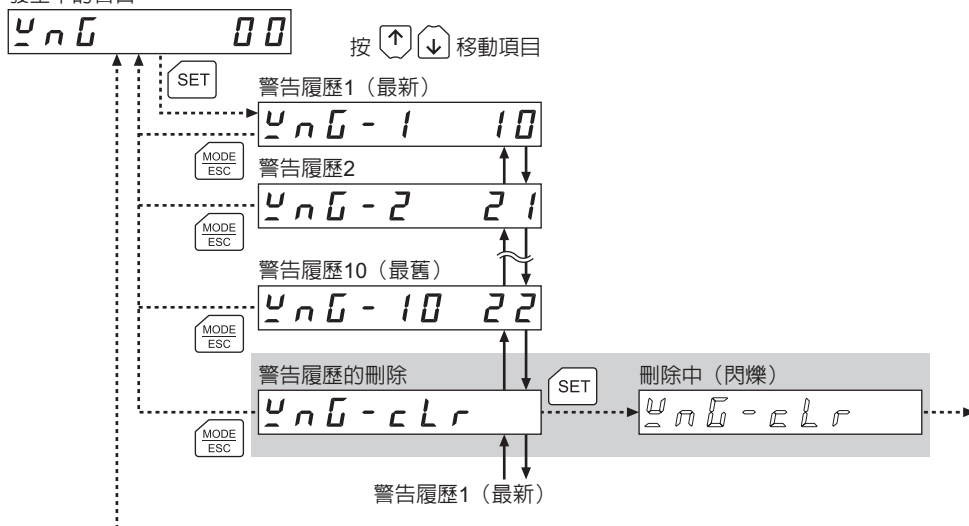 WnG 00
按 ↑ ↓ 移動項目
SET
警告履歷1（最新）
WnG-1 10
MODE
ESC
警告履歷2
WnG-2 21
MODE
ESC
警告履歷10（最舊）
WnG-10 22
MODE
ESC
警告履歷的刪除
SET
刪除中（閃爍）
WnG-cLr
WnG-cLr
MODE
ESC
警告履歷1（最新）